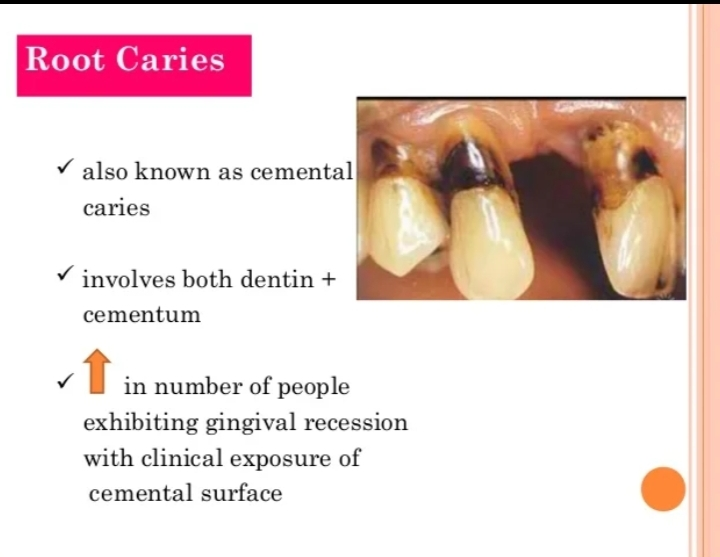 Root Caries
✓ also known as cemental
caries
✓ involves both dentin +
cementum
✓ in number of people
exhibiting gingival recession
with clinical exposure of
cemental surface